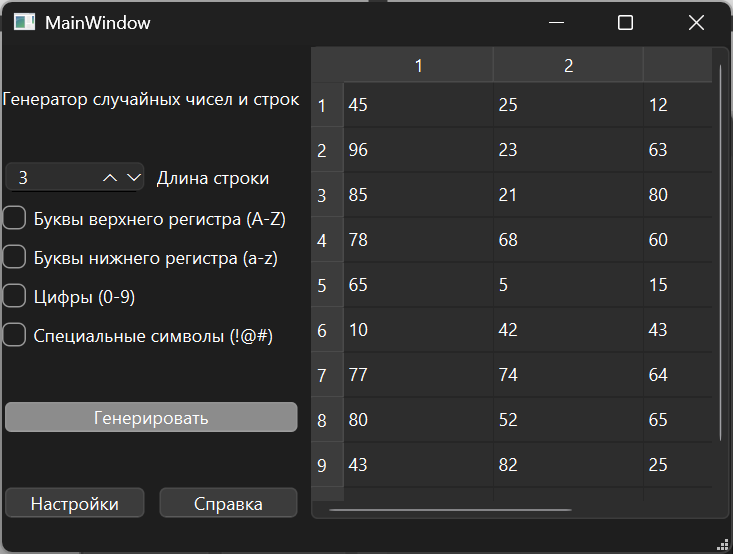 MainWindow
Генератор случайных чисел и строк
3 Длина строки
Буквы верхнего регистра (A-Z)
Буквы нижнего регистра (a-z)
Цифры (0-9)
Специальные символы (!@#)
Генерировать
Настройки Справка
1 2
1 45 25 12
2 96 23 63
3 85 21 80
4 78 68 60
5 65 5 15
6 10 42 43
7 77 74 64
8 80 52 65
9 43 82 25